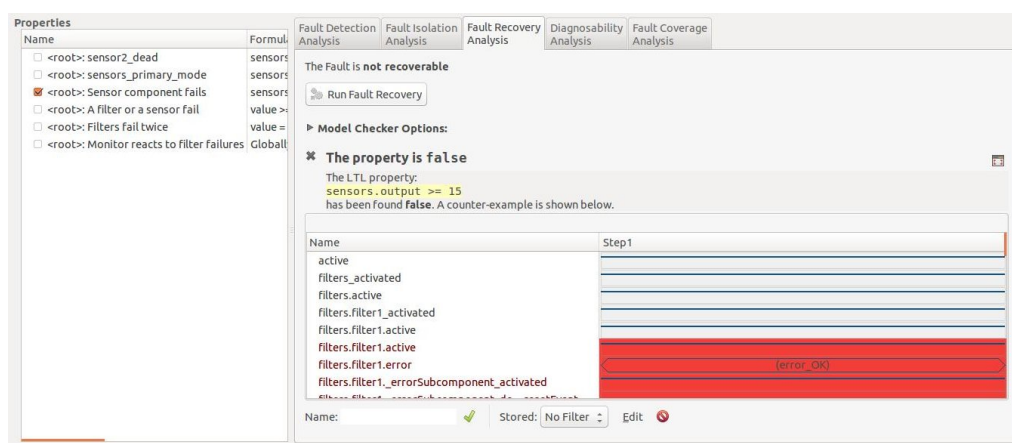 Properties
Name Formul
<root>: sensor2_dead sensors
<root>: sensors_primary_mode sensors
<root>: Sensor component fails sensors
<root>: A filter or a sensor fail value >=
<root>: Filters fail twice value =
<root>: Monitor reacts to filter failures Globall
Fault Detection Analysis
Fault Isolation Analysis
Fault Recovery Analysis
Diagnosability Analysis
Fault Coverage Analysis
The Fault is not recoverable
Run Fault Recovery
Model Checker Options:
The property is false
The LTL property:
sensors.output >= 15
has been found false. A counter-example is shown below.
Name Step1
active
filters_activated
filters.active
filters.filter1_activated
filters.filter1.active
filters.filter1.active
filters.filter1.error (error_OK)
filters.filter1._errorSubcomponent_activated
Name: Stored: No Filter Edit